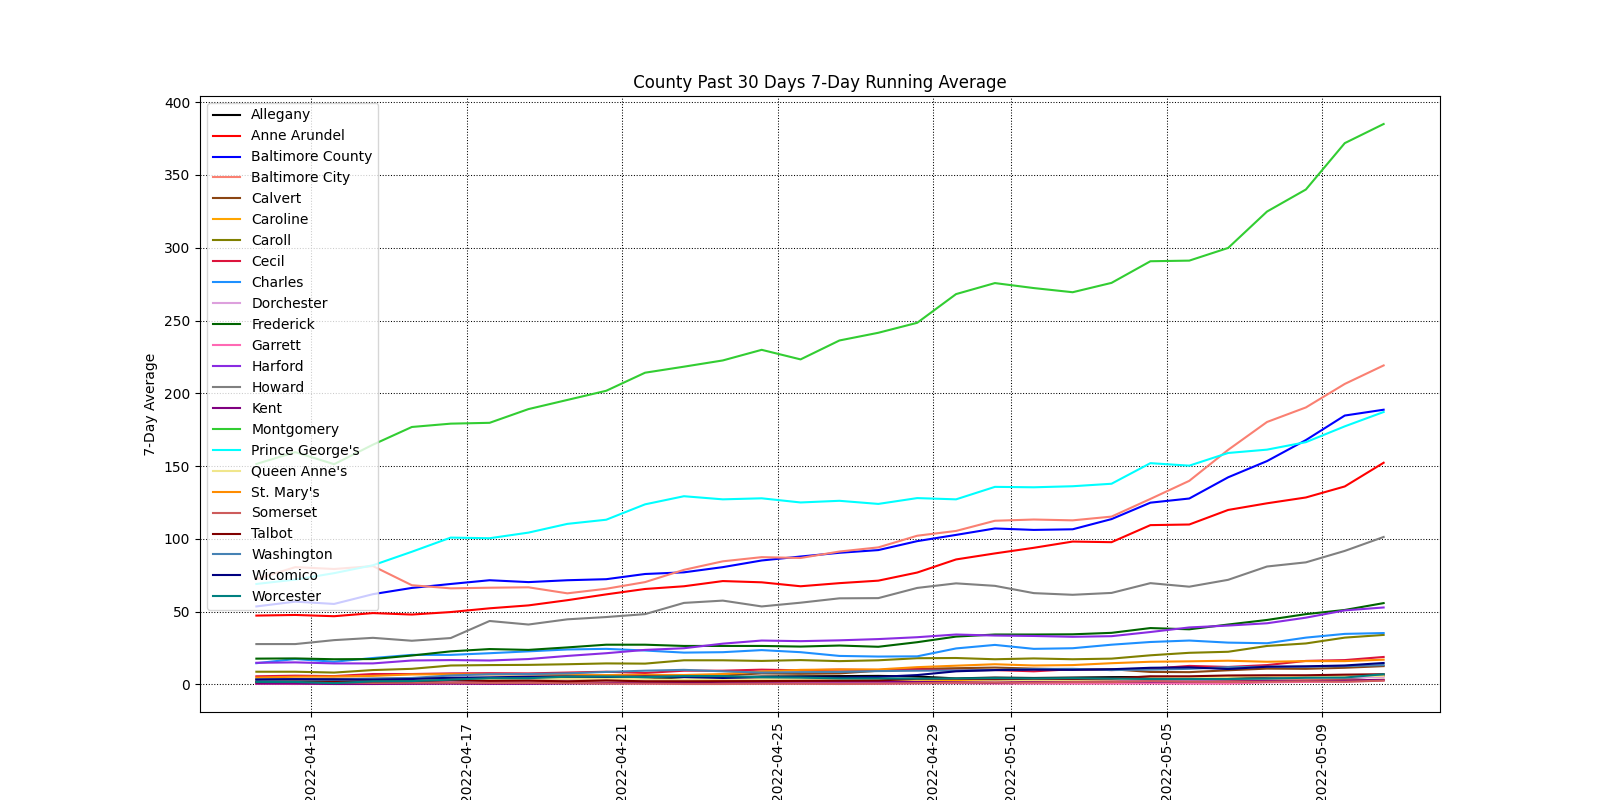 County Past 30 Days 7-Day Running Average
7-Day Average
400
350
300
250
200
150
100
50
0
Allegany
Anne Arundel
Baltimore County
Baltimore City
Calvert
Caroline
Caroll
Cecil
Charles
Dorchester
Frederick
Garrett
Harford
Howard
Kent
Montgomery
Prince George's
Queen Anne's
St. Mary's
Somerset
Talbot
Washington
Wicomico
Worcester
2022-04-13
2022-04-17
2022-04-21
2022-04-25
2022-04-29
2022-05-01
2022-05-05
2022-05-09